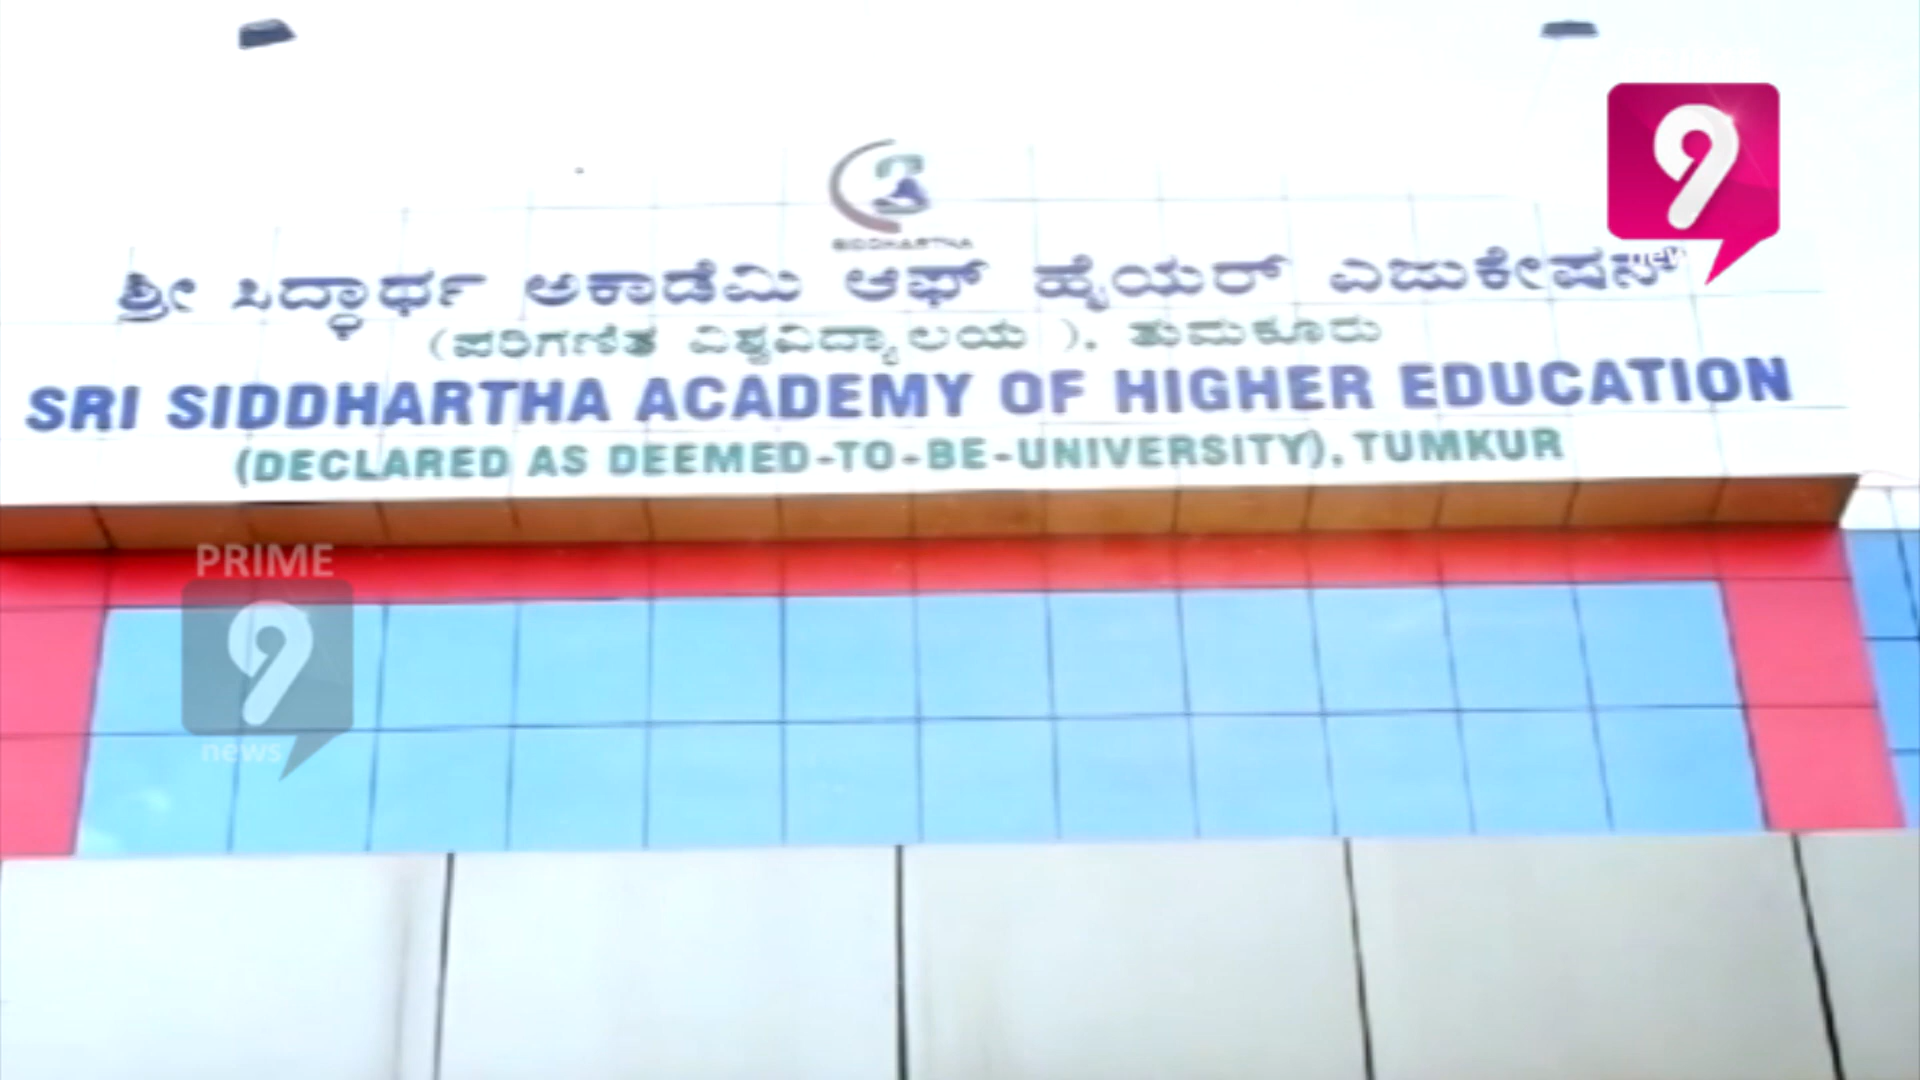 9
SIDDHARTHA
ಶ್ರೀ ಸಿದ್ಧಾರ್ಥ ಅಕಾಡೆಮಿ ಆಫ್ ಹೈಯರ್ ಎಜುಕೇಷನ್
(ಪರಿಗಣಿತ ವಿಶ್ವವಿದ್ಯಾಲಯ ), ತುಮಕೂರು
SRI SIDDHARTHA ACADEMY OF HIGHER EDUCATION
(DECLARED AS DEEMED-TO-BE-UNIVERSITY), TUMKUR
PRIME
9
news